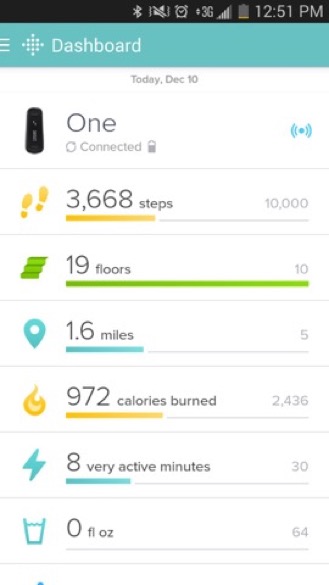 3G 12:51 PM
Dashboard
Today, Dec 10
One
Connected
3,668 steps 10,000
19 floors 10
1.6 miles 5
972 calories burned 2,436
8 very active minutes 30
0 fl oz 64